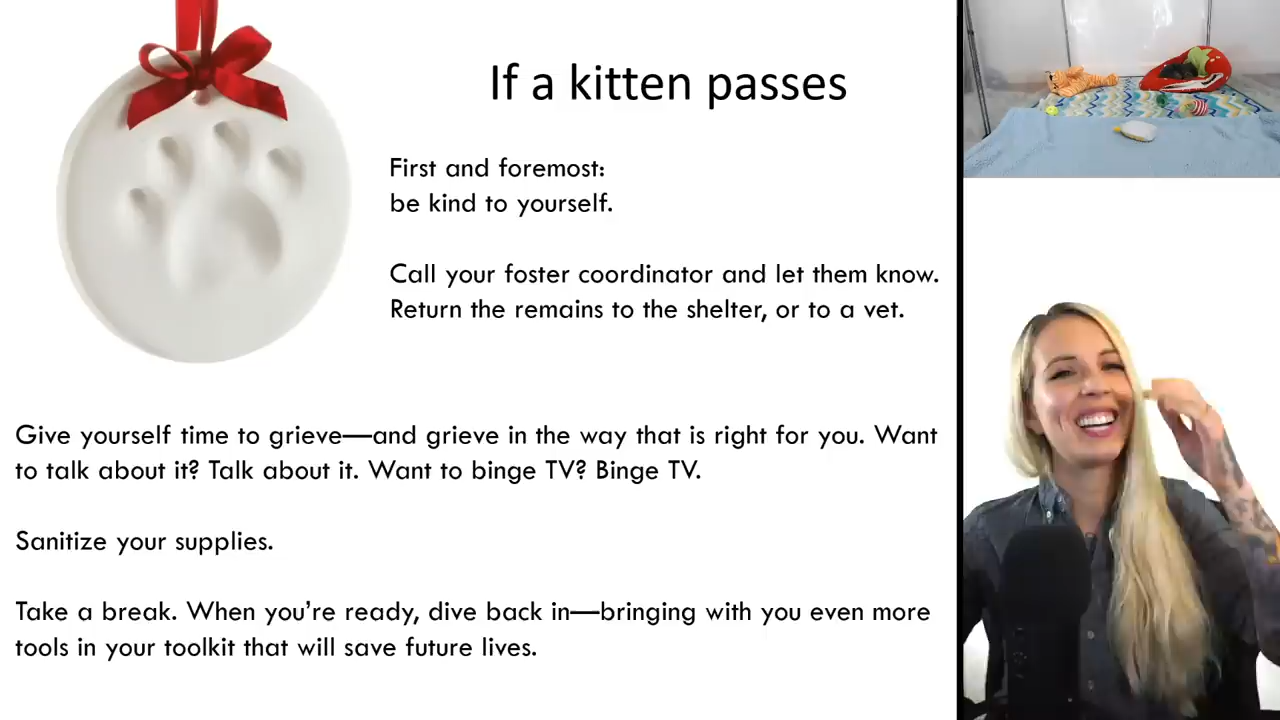 If a kitten passes
First and foremost:
be kind to yourself.
Call your foster coordinator and let them know.
Return the remains to the shelter, or to a vet.
Give yourself time to grieve—and grieve in the way that is right for you. Want
to talk about it? Talk about it. Want to binge TV? Binge TV.
Sanitize your supplies.
Take a break. When you’re ready, dive back in—bringing with you even more
tools in your toolkit that will save future lives.